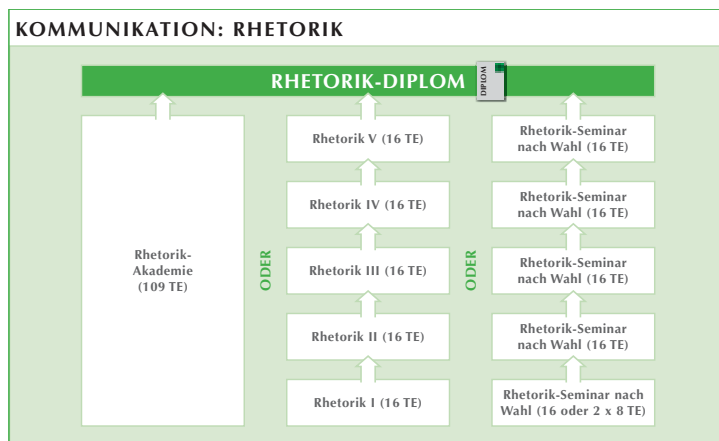 KOMMUNIKATION: RHETORIK
RHETORIK-DIPLOM
DIPLOM
Rhetorik-
Akademie
(109 TE)
ODER
Rhetorik V (16 TE)
Rhetorik IV (16 TE)
Rhetorik III (16 TE)
Rhetorik II (16 TE)
Rhetorik I (16 TE)
ODER
Rhetorik-Seminar
nach Wahl (16 TE)
Rhetorik-Seminar
nach Wahl (16 TE)
Rhetorik-Seminar
nach Wahl (16 TE)
Rhetorik-Seminar
nach Wahl (16 TE)
Rhetorik-Seminar nach
Wahl (16 oder 2 x 8 TE)